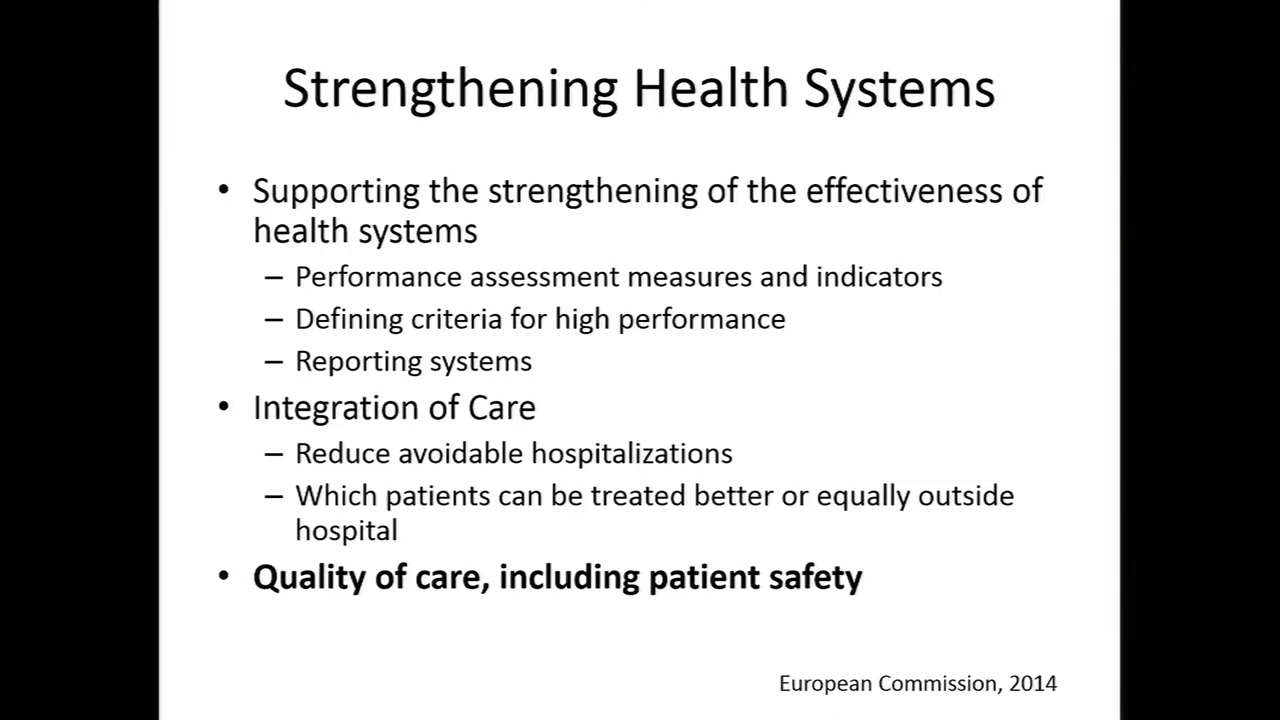 Strengthening Health Systems
• Supporting the strengthening of the effectiveness of
health systems
– Performance assessment measures and indicators
– Defining criteria for high performance
– Reporting systems
• Integration of Care
– Reduce avoidable hospitalizations
– Which patients can be treated better or equally outside
hospital
• Quality of care, including patient safety
European Commission, 2014